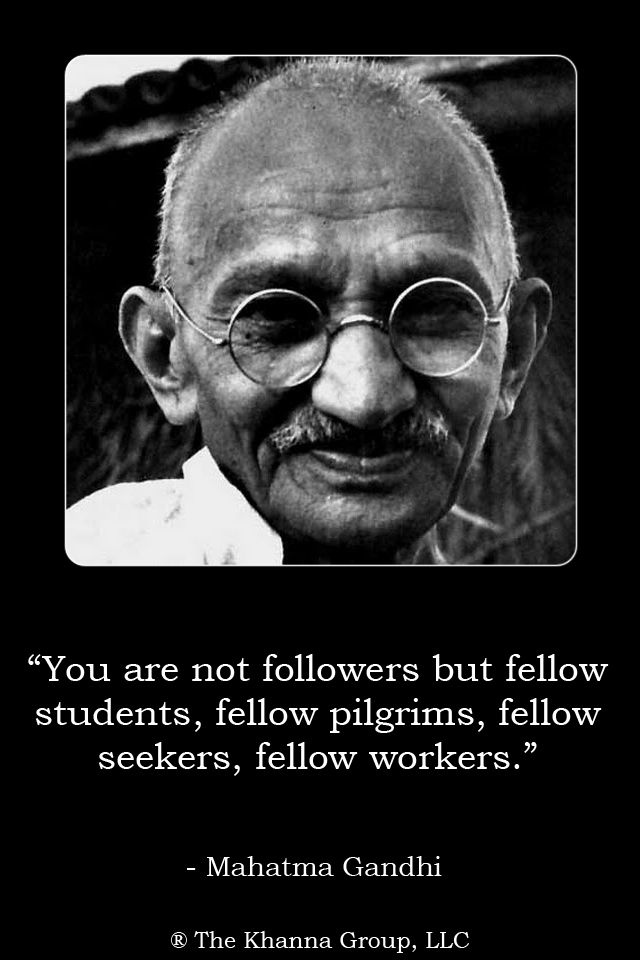 “You are not followers but fellow
students, fellow pilgrims, fellow
seekers, fellow workers.”
- Mahatma Gandhi
® The Khanna Group, LLC